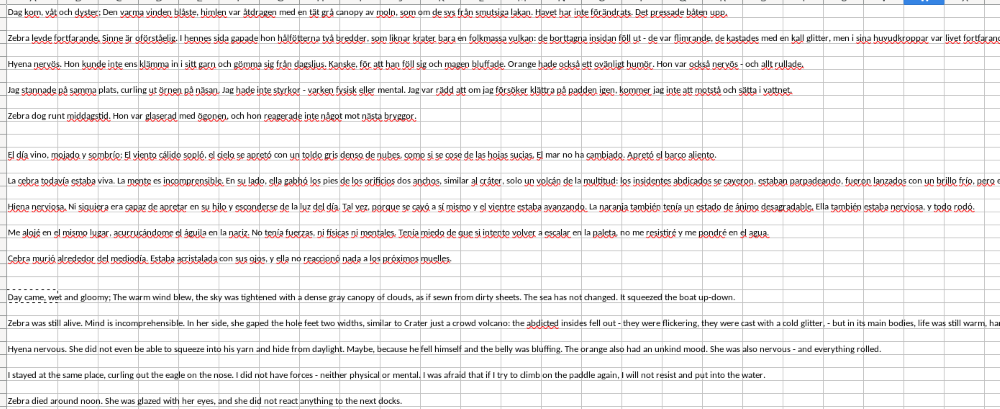 Dag kom, våt och dyster; Den varma vinden blåste, himlen var åtdragen med en tät grå canopy av moln, som om de sys från smutsiga lakan. Havet har inte förändrats. Det pressade båten upp.
Zebra levde fortfarande. Sinne är oförståelig. I hennes sida gapade hon hålfötterna två bredder, som liknar krater bara en folkmassa vulkan: de borttagna insidan föll ut - de var flimrande, de kastades med en kall glitter, men i sina huvudkroppar var livet fortfarande
Hyena nervös. Hon kunde inte ens klämma in i sitt garn och gömma sig från dagsljus. Kanske, för att han föll sig och magen bluffade. Orange hade också ett ovänligt humör. Hon var också nervös - och allt rullade.
Jag stannade på samma plats, curling ut örnen på näsan. Jag hade inte styrkor - varken fysisk eller mental. Jag var rädd att om jag försöker klättra på padden igen, kommer jag inte att motstå och sätta i vattnet.
Zebra dog runt middagstid. Hon var glaserad med ögonen, och hon reagerade inte något mot nästa bryggor.
El día vino, mojado y sombrío; El viento cálido sopló, el cielo se apretó con un toldo gris denso de nubes, como si se cose de las hojas sucias. El mar no ha cambiado. Apretó el barco aliento.
La cebra todavía estaba viva. La mente es incomprensible. En su lado, ella gabhó los pies de los orificios dos anchos, similar al cráter, solo un volcán de la multitud: los incidentes abdicados se cayeron, estaban parpadeando, fueron lanzados con un brillo frío, pero
Hiena nerviosa. Ni siquiera era capaz de apretar en su hilo y esconderse de la luz del día. Tal vez, porque se cayó a sí mismo y el vientre estaba avanzando. La naranja también tenía un estado de ánimo desagradable. Ella también estaba nerviosa, y todo rodó.
Me alojé en el mismo lugar, acurrucándome el águila en la nariz. No tenía fuerzas, ni físicas ni mentales. Tenía miedo de que si intento volver a escalar en la paleta, no me resistiré y me pondré en el agua.
Cebra murió alrededor del mediodía. Estaba acristalada con sus ojos, y ella no reaccionó nada a los próximos muelles.
Day came, wet and gloomy; The warm wind blew, the sky was tightened with a dense gray canopy of clouds, as if sewn from dirty sheets. The sea has not changed. It squeezed the boat up-down.
Zebra was still alive. Mind is incomprehensible. In her side, she gaped the hole feet two widths, similar to Crater just a crowd volcano: the abdicted insides fell out - they were flickering, they were cast with a cold glitter, - but in its main bodies, life was still warm,
Hyena nervous. She did not even be able to squeeze into his yarn and hide from daylight. Maybe, because he fell himself and the belly was bluffing. The orange also had an unkind mood. She was also nervous - and everything rolled.
I stayed at the same place, curling out the eagle on the nose. I did not have forces - neither physical or mental. I was afraid that if I try to climb on the paddle again, I will not resist and put into the water.
Zebra died around noon. She was glazed with her eyes, and she did not react anything to the next docks.